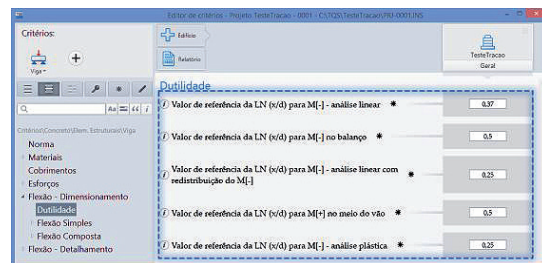 Editor de critérios - Projeto TesteTracao - 0001 - C:\TQS\TesteTracao\PRJ-0001.INS
Critérios:
Edifício
Relatório
Viga
TesteTracao
Geral
Dutilidade
Critérios\Concreto\Elem. Estruturais\Viga
Norma
Materiais
Cobrimentos
Esforços
Flexão - Dimensionamento
Dutilidade
Flexão Simples
Flexão Composta
Flexão - Detalhamento
Valor de referência da LN (x/d) para M[-] - análise linear * 0,37
Valor de referência da LN (x/d) para M[-] no balanço * 0,5
Valor de referência da LN (x/d) para M[-] - análise linear com
redistribuição do M[-] * 0,25
Valor de referência da LN (x/d) para M[+] no meio do vão * 0,5
Valor de referência da LN (x/d) para M[-] - análise plástica * 0,25